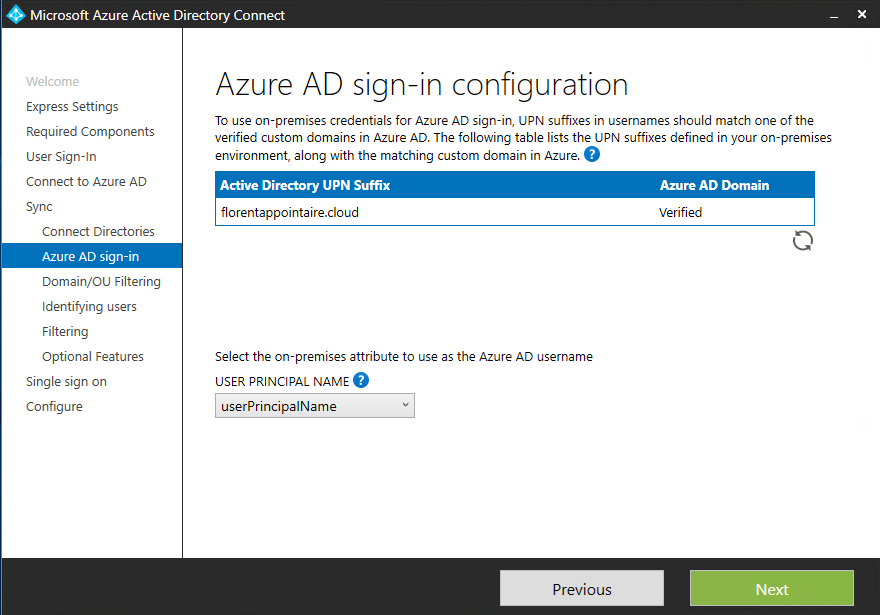 Microsoft Azure Active Directory Connect
Welcome
Express Settings
Required Components
User Sign-In
Connect to Azure AD
Sync
Connect Directories
Azure AD sign-in
Domain/OU Filtering
Identifying users
Filtering
Optional Features
Single sign on
Configure
Azure AD sign-in configuration
To use on-premises credentials for Azure AD sign-in, UPN suffixes in usernames should match one of the
verified custom domains in Azure AD. The following table lists the UPN suffixes defined in your on-premises
environment, along with the matching custom domain in Azure. ?
Active Directory UPN Suffix Azure AD Domain
florentappointaire.cloud Verified
Select the on-premises attribute to use as the Azure AD username
USER PRINCIPAL NAME ?
userPrincipalName
Previous Next